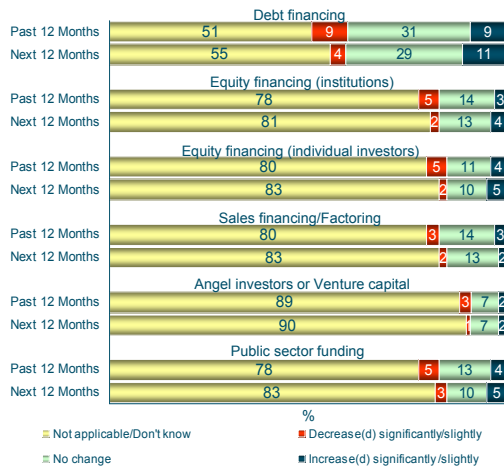 Debt financing
Past 12 Months 51 9 31 9
Next 12 Months 55 4 29 11
Equity financing (institutions)
Past 12 Months 78 5 14 3
Next 12 Months 81 2 13 4
Equity financing (individual investors)
Past 12 Months 80 5 11 4
Next 12 Months 83 2 10 5
Sales financing/Factoring
Past 12 Months 80 3 14 3
Next 12 Months 83 2 13 2
Angel investors or Venture capital
Past 12 Months 89 3 7 2
Next 12 Months 90 7 2
Public sector funding
Past 12 Months 78 5 13 4
Next 12 Months 83 3 10 5
%
Not applicable/Don't know Decrease(d) significantly/slightly
No change Increase(d) significantly/slightly